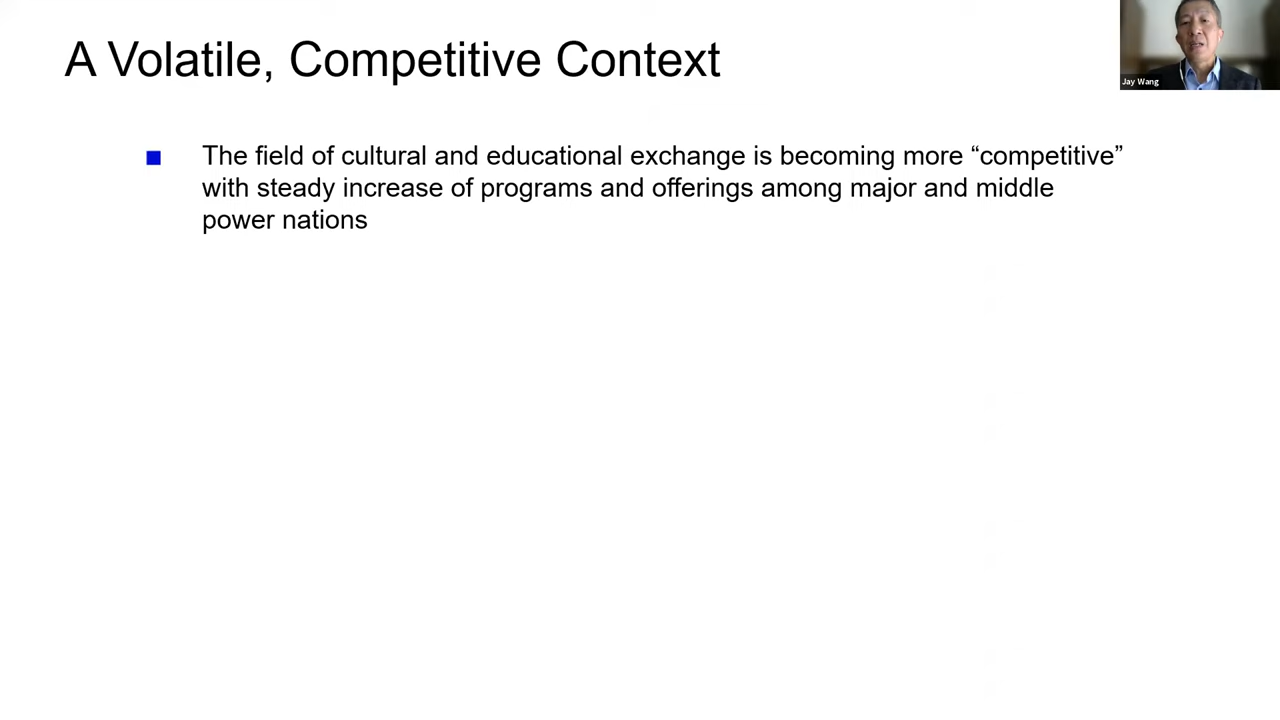 A Volatile, Competitive Context
Jay Wang
■ The field of cultural and educational exchange is becoming more “competitive”
with steady increase of programs and offerings among major and middle
power nations